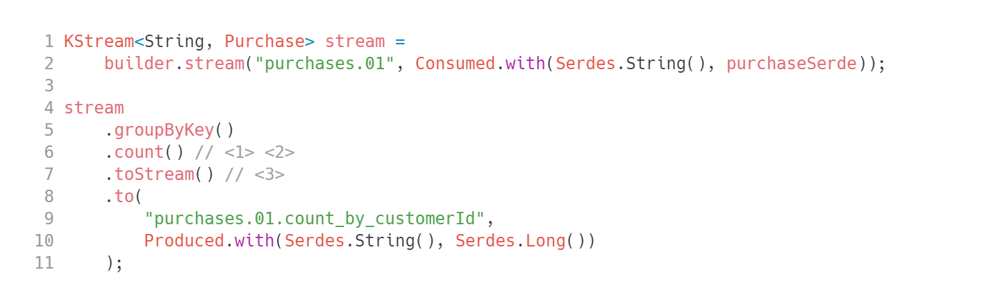 1 KStream<String, Purchase> stream =
2     builder.stream("purchases.01", Consumed.with(Serdes.String(), purchaseSerde));
3
4 stream
5     .groupByKey()
6     .count() // <1> <2>
7     .toStream() // <3>
8     .to(
9         "purchases.01.count_by_customerId",
10         Produced.with(Serdes.String(), Serdes.Long())
11     );